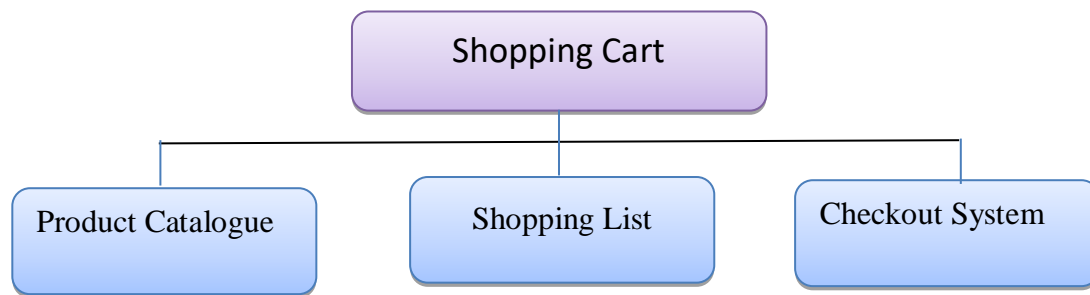 Shopping Cart
Product Catalogue
Shopping List
Checkout System